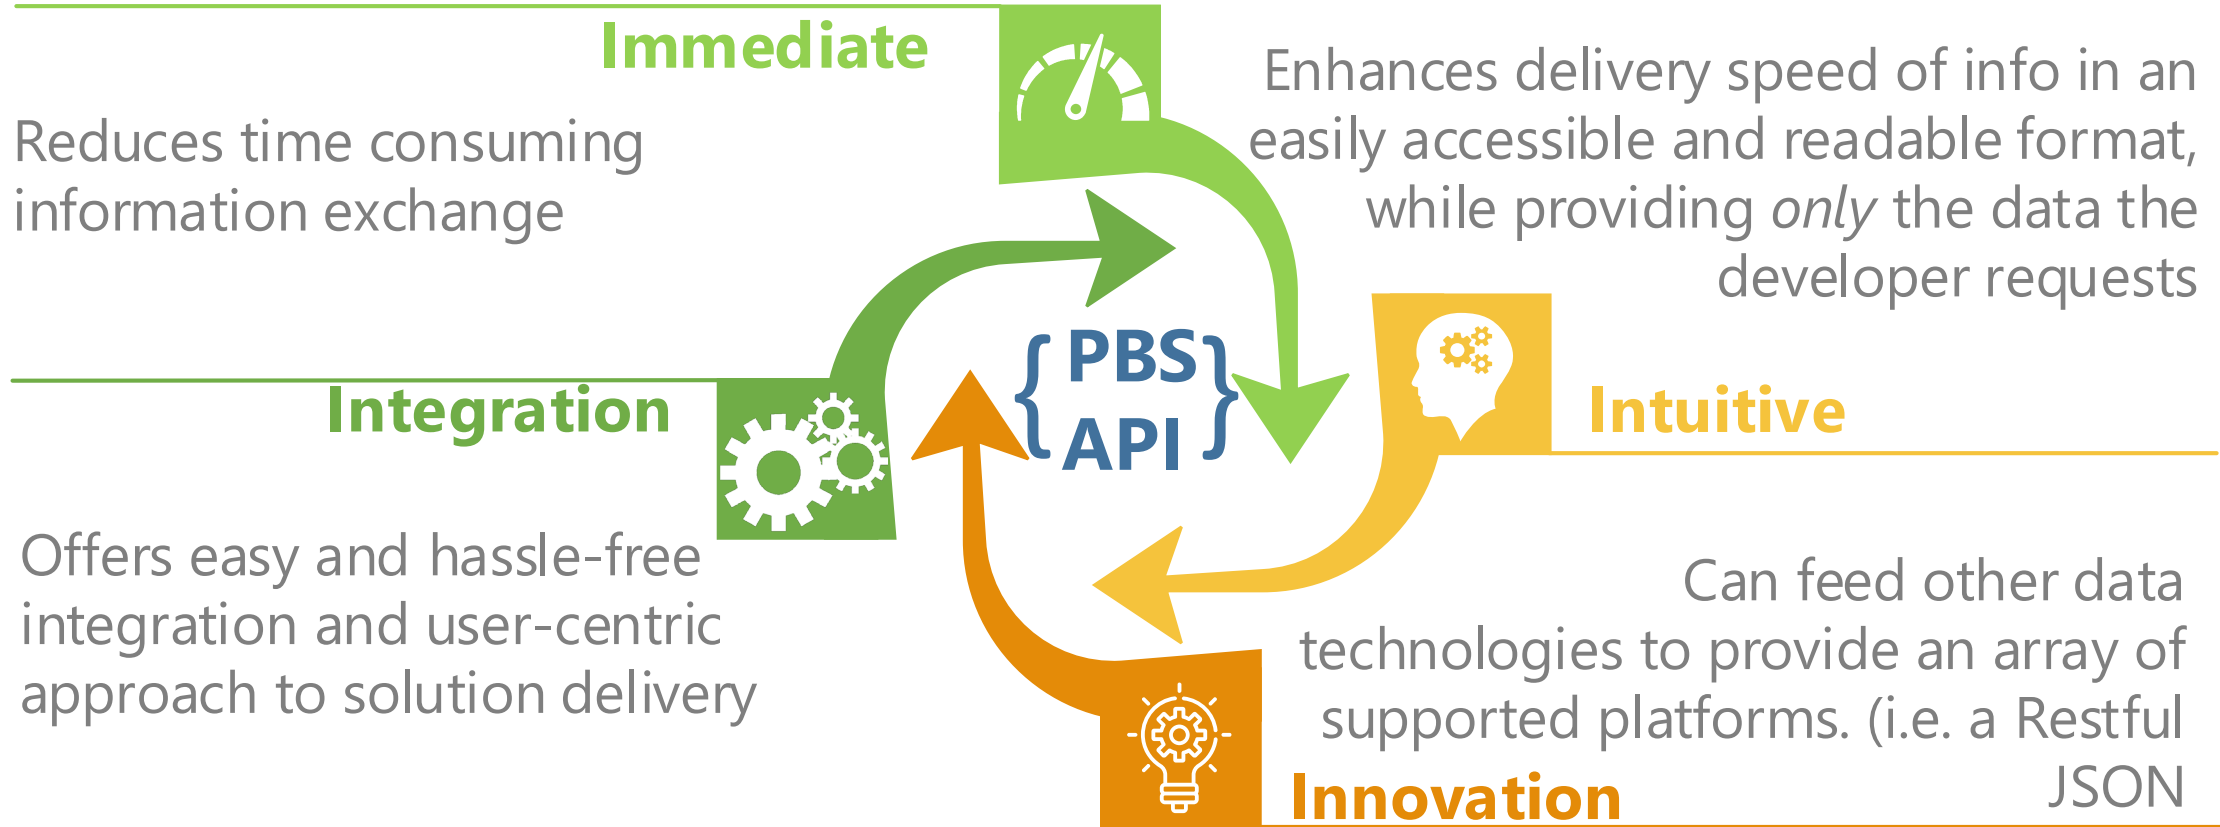 Immediate
Reduces time consuming
information exchange
Enhances delivery speed of info in an
easily accessible and readable format,
while providing only the data the
developer requests
{ PBS }
API
Integration
Intuitive
Offers easy and hassle-free
integration and user-centric
approach to solution delivery
Can feed other data
technologies to provide an array of
supported platforms. (i.e. a Restful
JSON
Innovation